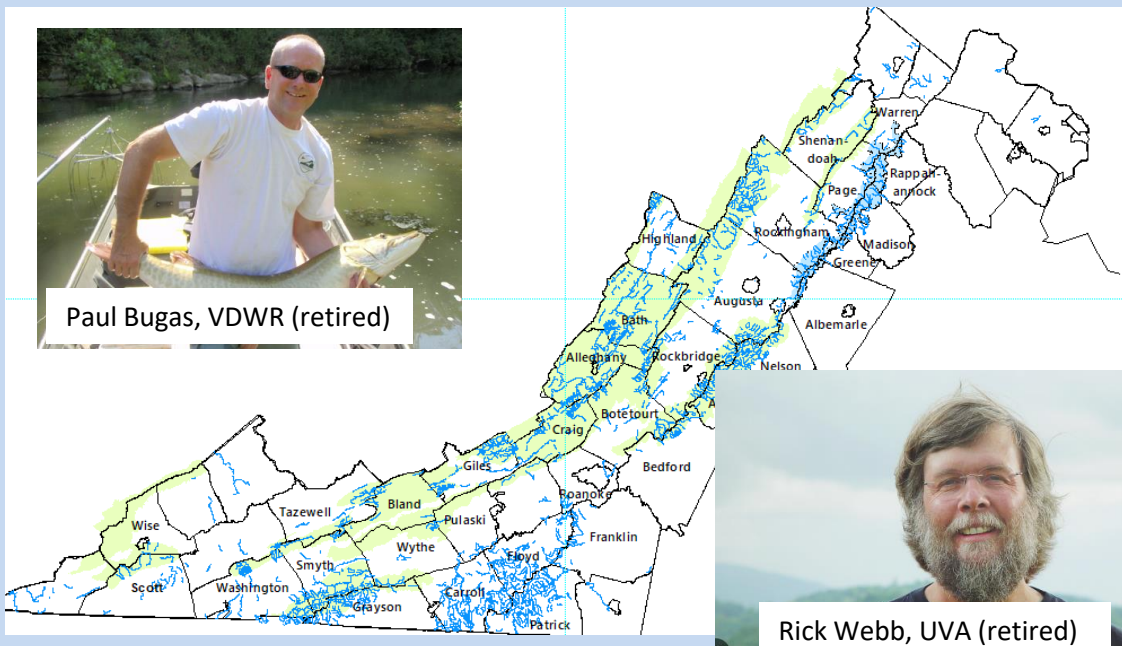 Paul Bugas, VDWR (retired)
Warren
Shenan-
doah
Rappah-
annock
Page
Highland
Rockingham
Madison
Greene
Augusta
Bath
Albemarle
Alleghany
Rockbridge
Nelson
A
Botetourt
Craig
Giles
Bedford
Roanoke
Bland
Tazewell
Pulaski
Wise
Franklin
Wythe
Floyd
Smyth
Scott
Washington
Carroll
Grayson
Patrick
Rick Webb, UVA (retired)